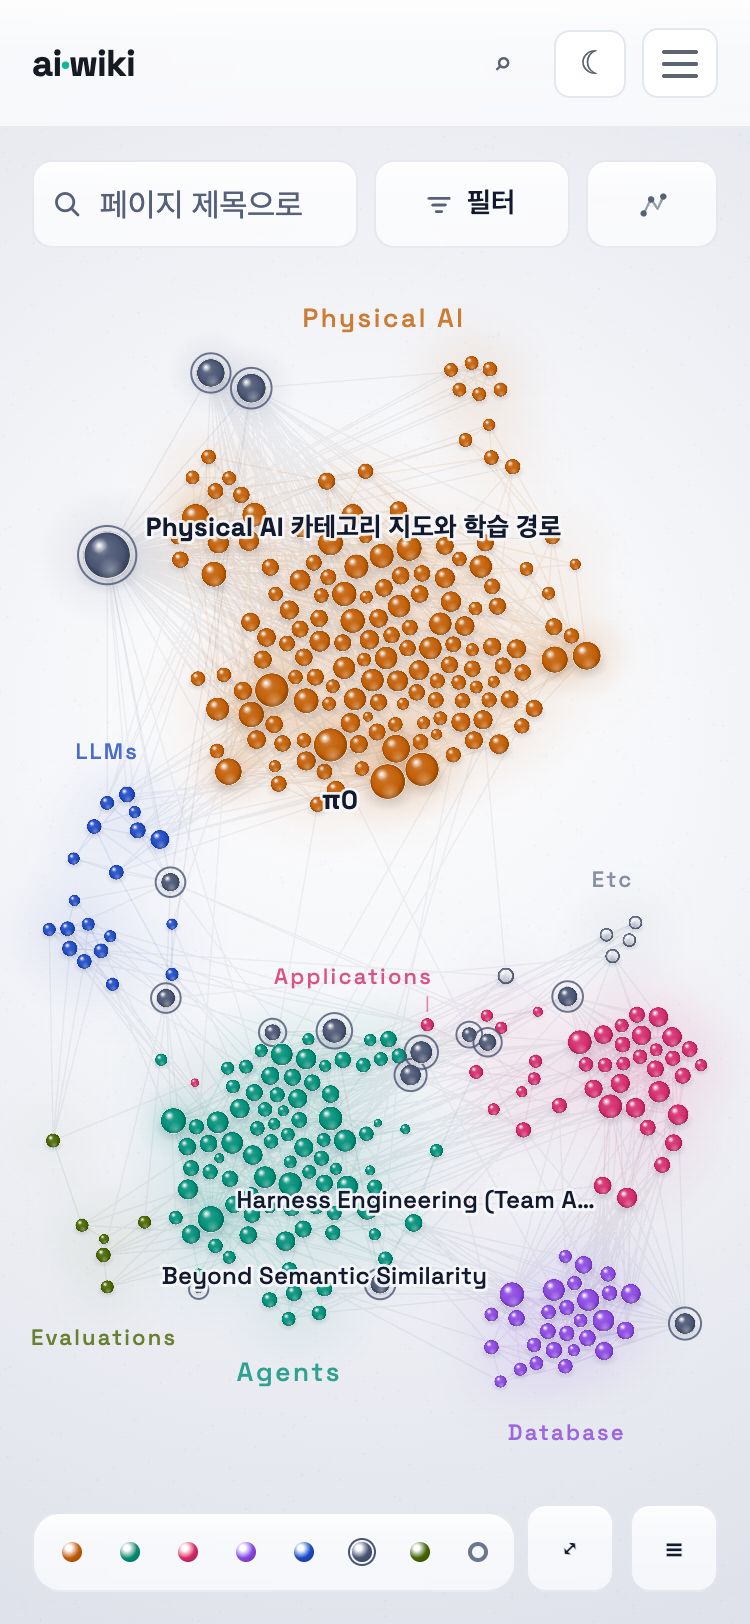 ai•wiki
페이지 제목으로
필터
Physical AI
Physical AI 카테고리 지도와 학습 경로
LLMs
π0
Etc
Applications
Harness Engineering (Team A...
Beyond Semantic Similarity
Evaluations
Agents
Database